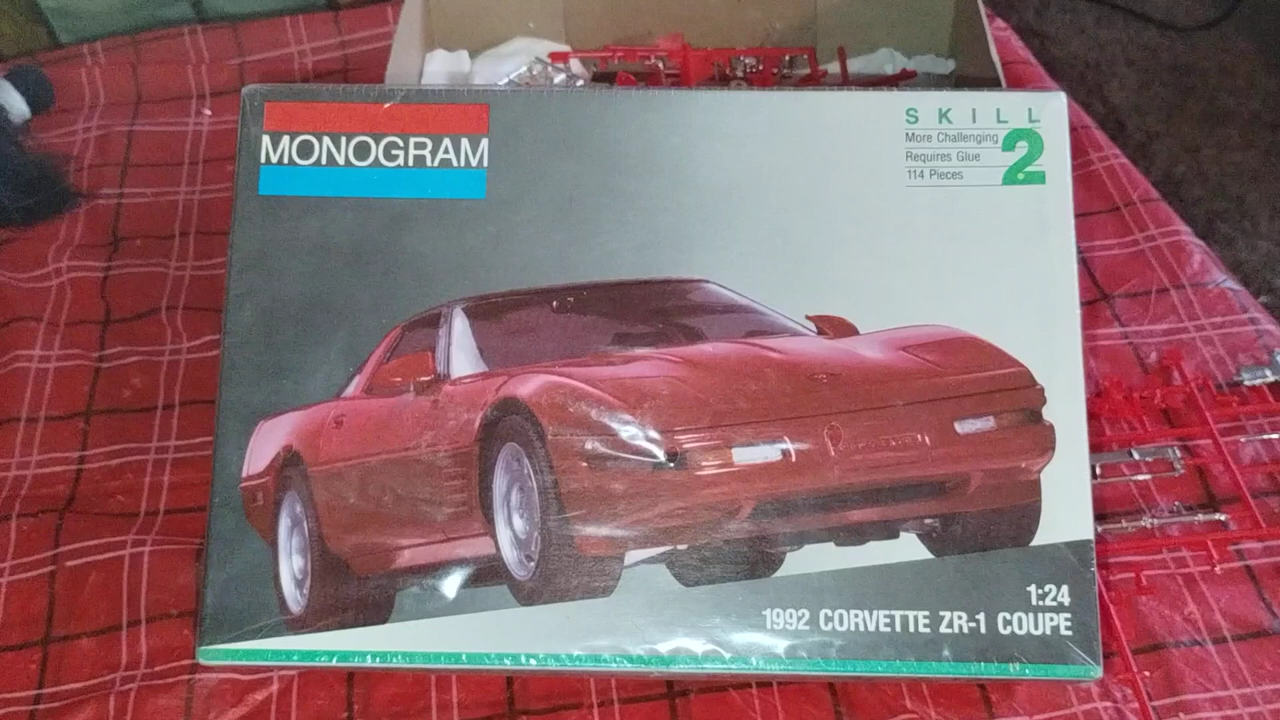 MONOGRAM
SKILL
2
More Challenging
Requires Glue
114 Pieces
1:24
1992 CORVETTE ZR-1 COUPE